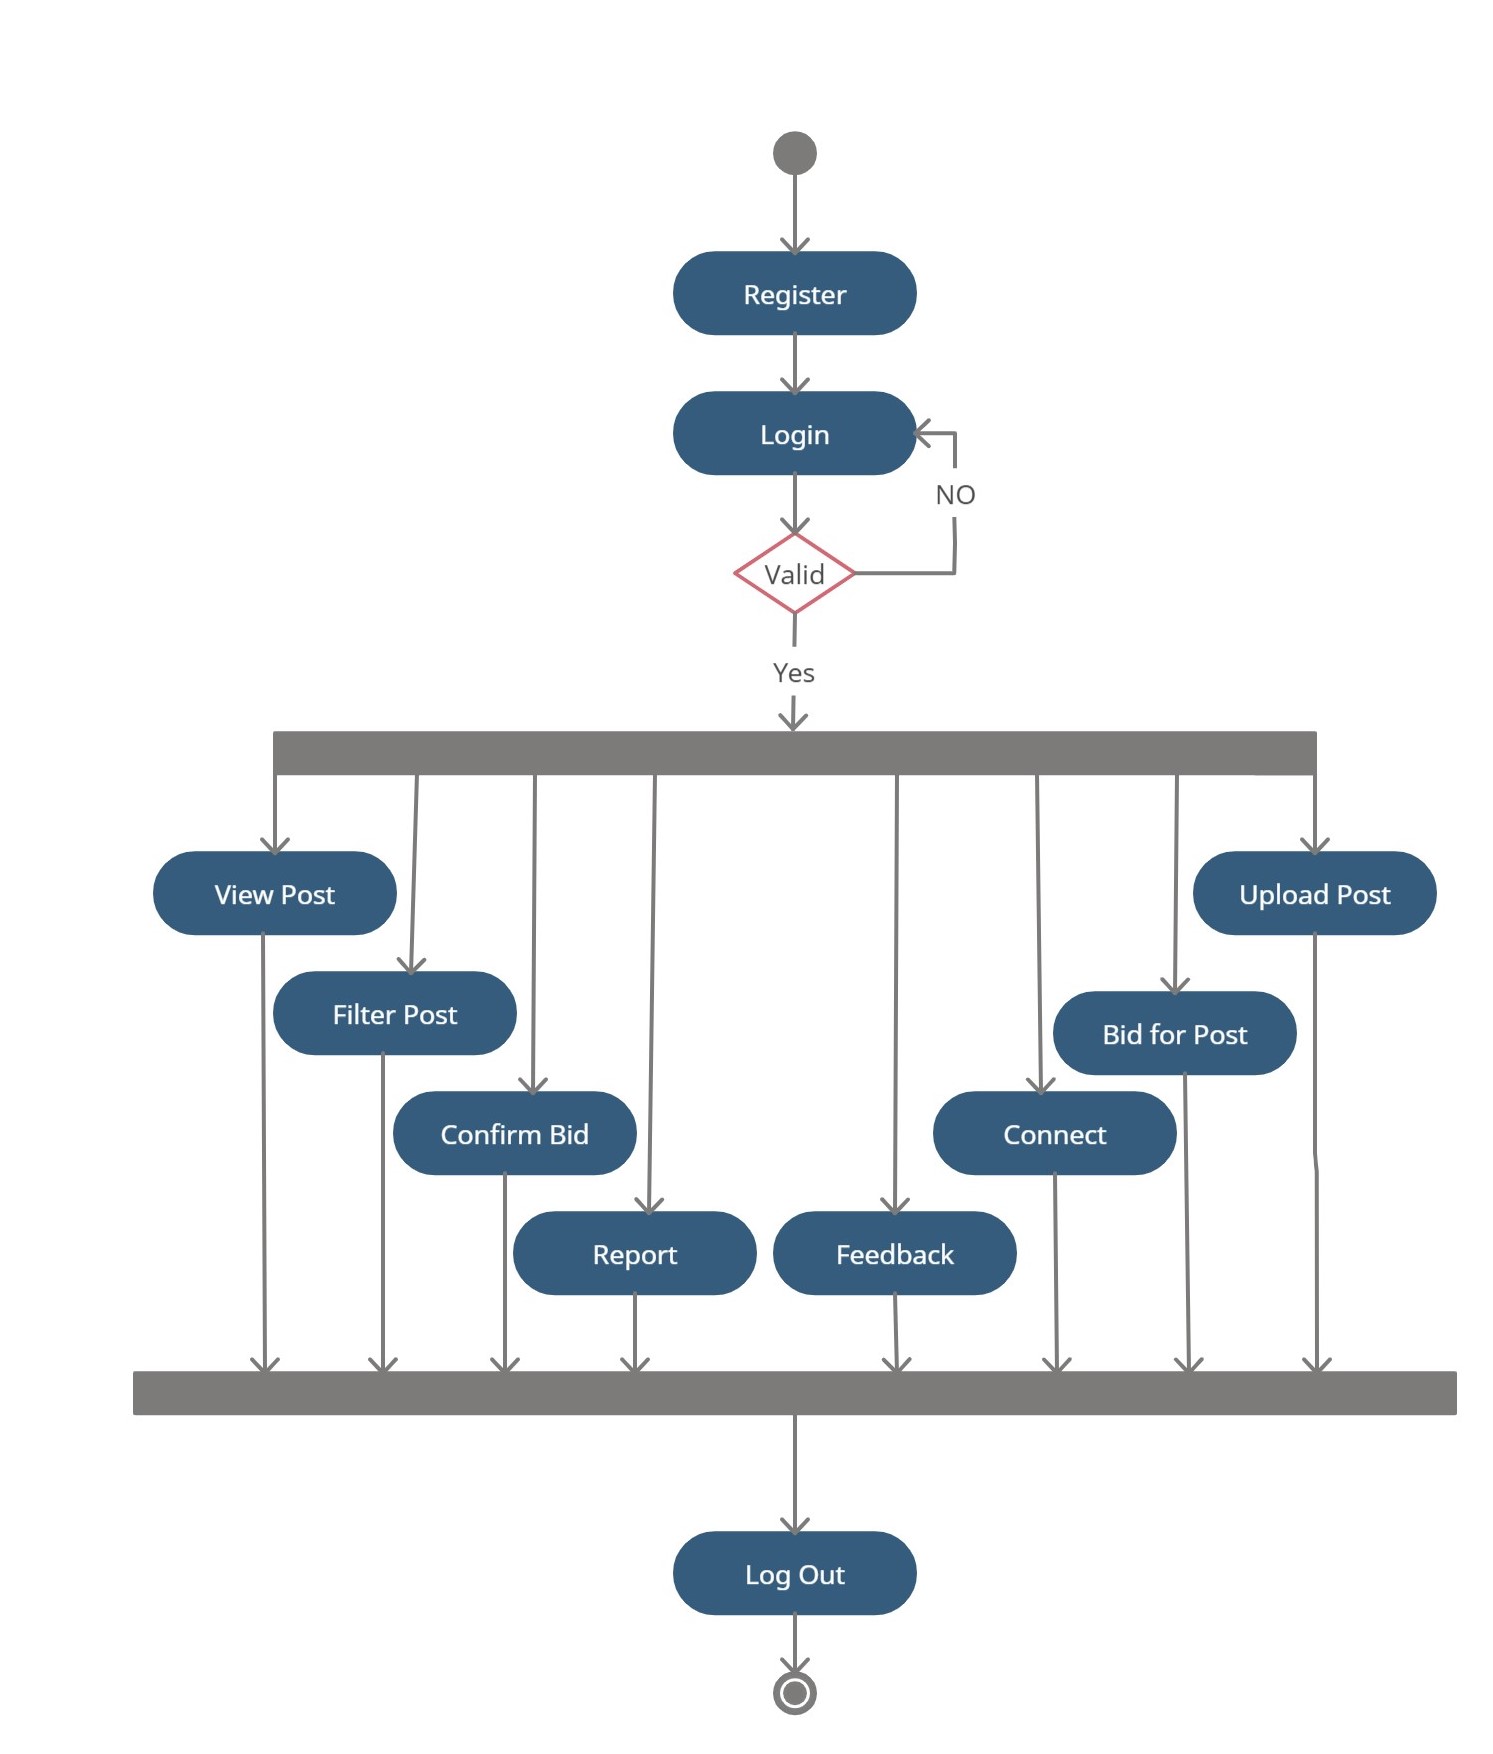 Register
Login
NO
Valid
Yes
View Post
Upload Post
Filter Post
Bid for Post
Confirm Bid
Connect
Report
Feedback
Log Out